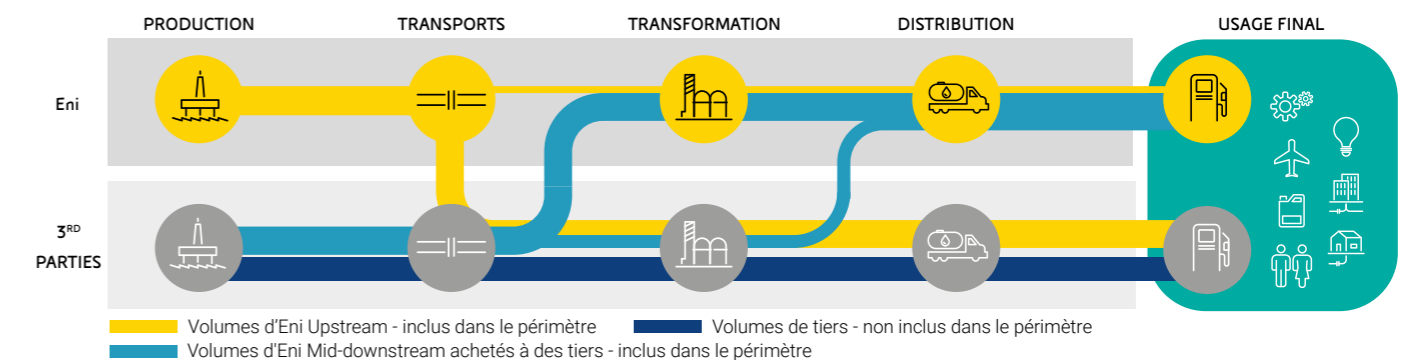 PRODUCTION TRANSPORTS TRANSFORMATION DISTRIBUTION USAGE FINAL
Eni
3RD
PARTIES
Volumes d'Eni Upstream - inclus dans le périmètre Volumes de tiers - non inclus dans le périmètre
Volumes d'Eni Mid-downstream achetés à des tiers - inclus dans le périmètre